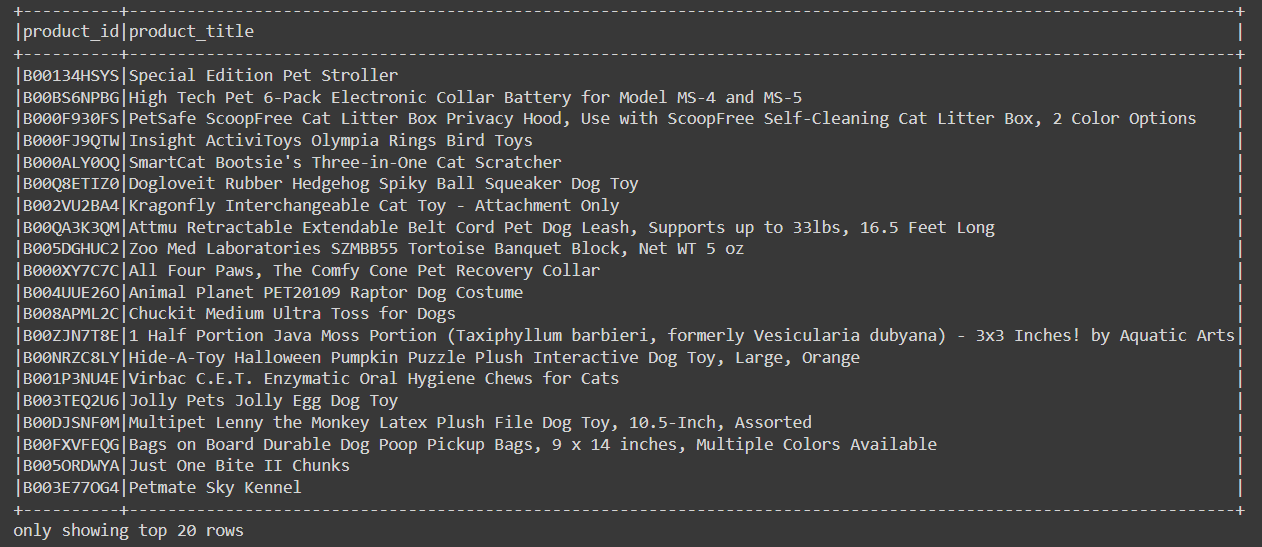 +----------+---------------------------------------------------------------------------------------------------------------+
|product_id|product_title                                                                                                  |
+----------+---------------------------------------------------------------------------------------------------------------+
|B00134HSYS|Special Edition Pet Stroller                                                                                   |
|B00BS6NPBG|High Tech Pet 6-Pack Electronic Collar Battery for Model MS-4 and MS-5                                         |
|B000F930FS|PetSafe ScoopFree Cat Litter Box Privacy Hood, Use with ScoopFree Self-Cleaning Cat Litter Box, 2 Color Options    |
|B000FJ9QTW|Insight ActiviToys Olympia Rings Bird Toys                                                                     |
|B000ALY0OQ|SmartCat Bootsie's Three-in-One Cat Scratcher                                                                  |
|B00Q8ETIZ0|Dogloveit Rubber Hedgehog Spiky Ball Squeaker Dog Toy                                                          |
|B002VU2BA4|Kragonfly Interchangeable Cat Toy - Attachment Only                                                            |
|B00QA3K3QM|Attmu Retractable Extendable Belt Cord Pet Dog Leash, Supports up to 33lbs, 16.5 Feet Long                     |
|B005DGHUC2|Zoo Med Laboratories SZMBB55 Tortoise Banquet Block, Net WT 5 oz                                               |
|B000XY7C7C|All Four Paws, The Comfy Cone Pet Recovery Collar                                                              |
|B004UUE26O|Animal Planet PET20109 Raptor Dog Costume                                                                      |
|B008APML2C|Chuckit Medium Ultra Toss for Dogs                                                                             |
|B00ZJN7T8E|1 Half Portion Java Moss Portion (Taxiphyllum barbieri, formerly Vesicularia dubyana) - 3x3 Inches! by Aquatic Arts|
|B00NRZC8LY|Hide-A-Toy Halloween Pumpkin Puzzle Plush Interactive Dog Toy, Large, Orange                                   |
|B001P3NU4E|Virbac C.E.T. Enzymatic Oral Hygiene Chews for Cats                                                            |
|B003TEQ2U6|Jolly Pets Jolly Egg Dog Toy                                                                                   |
|B00DJSNF0M|Multipet Lenny the Monkey Latex Plush File Dog Toy, 10.5-Inch, Assorted                                        |
|B00FXVFEQG|Bags on Board Durable Dog Poop Pickup Bags, 9 x 14 inches, Multiple Colors Available                           |
|B005ORDWYA|Just One Bite II Chunks                                                                                        |
|B003E77OG4|Petmate Sky Kennel                                                                                             |
+----------+---------------------------------------------------------------------------------------------------------------+
only showing top 20 rows